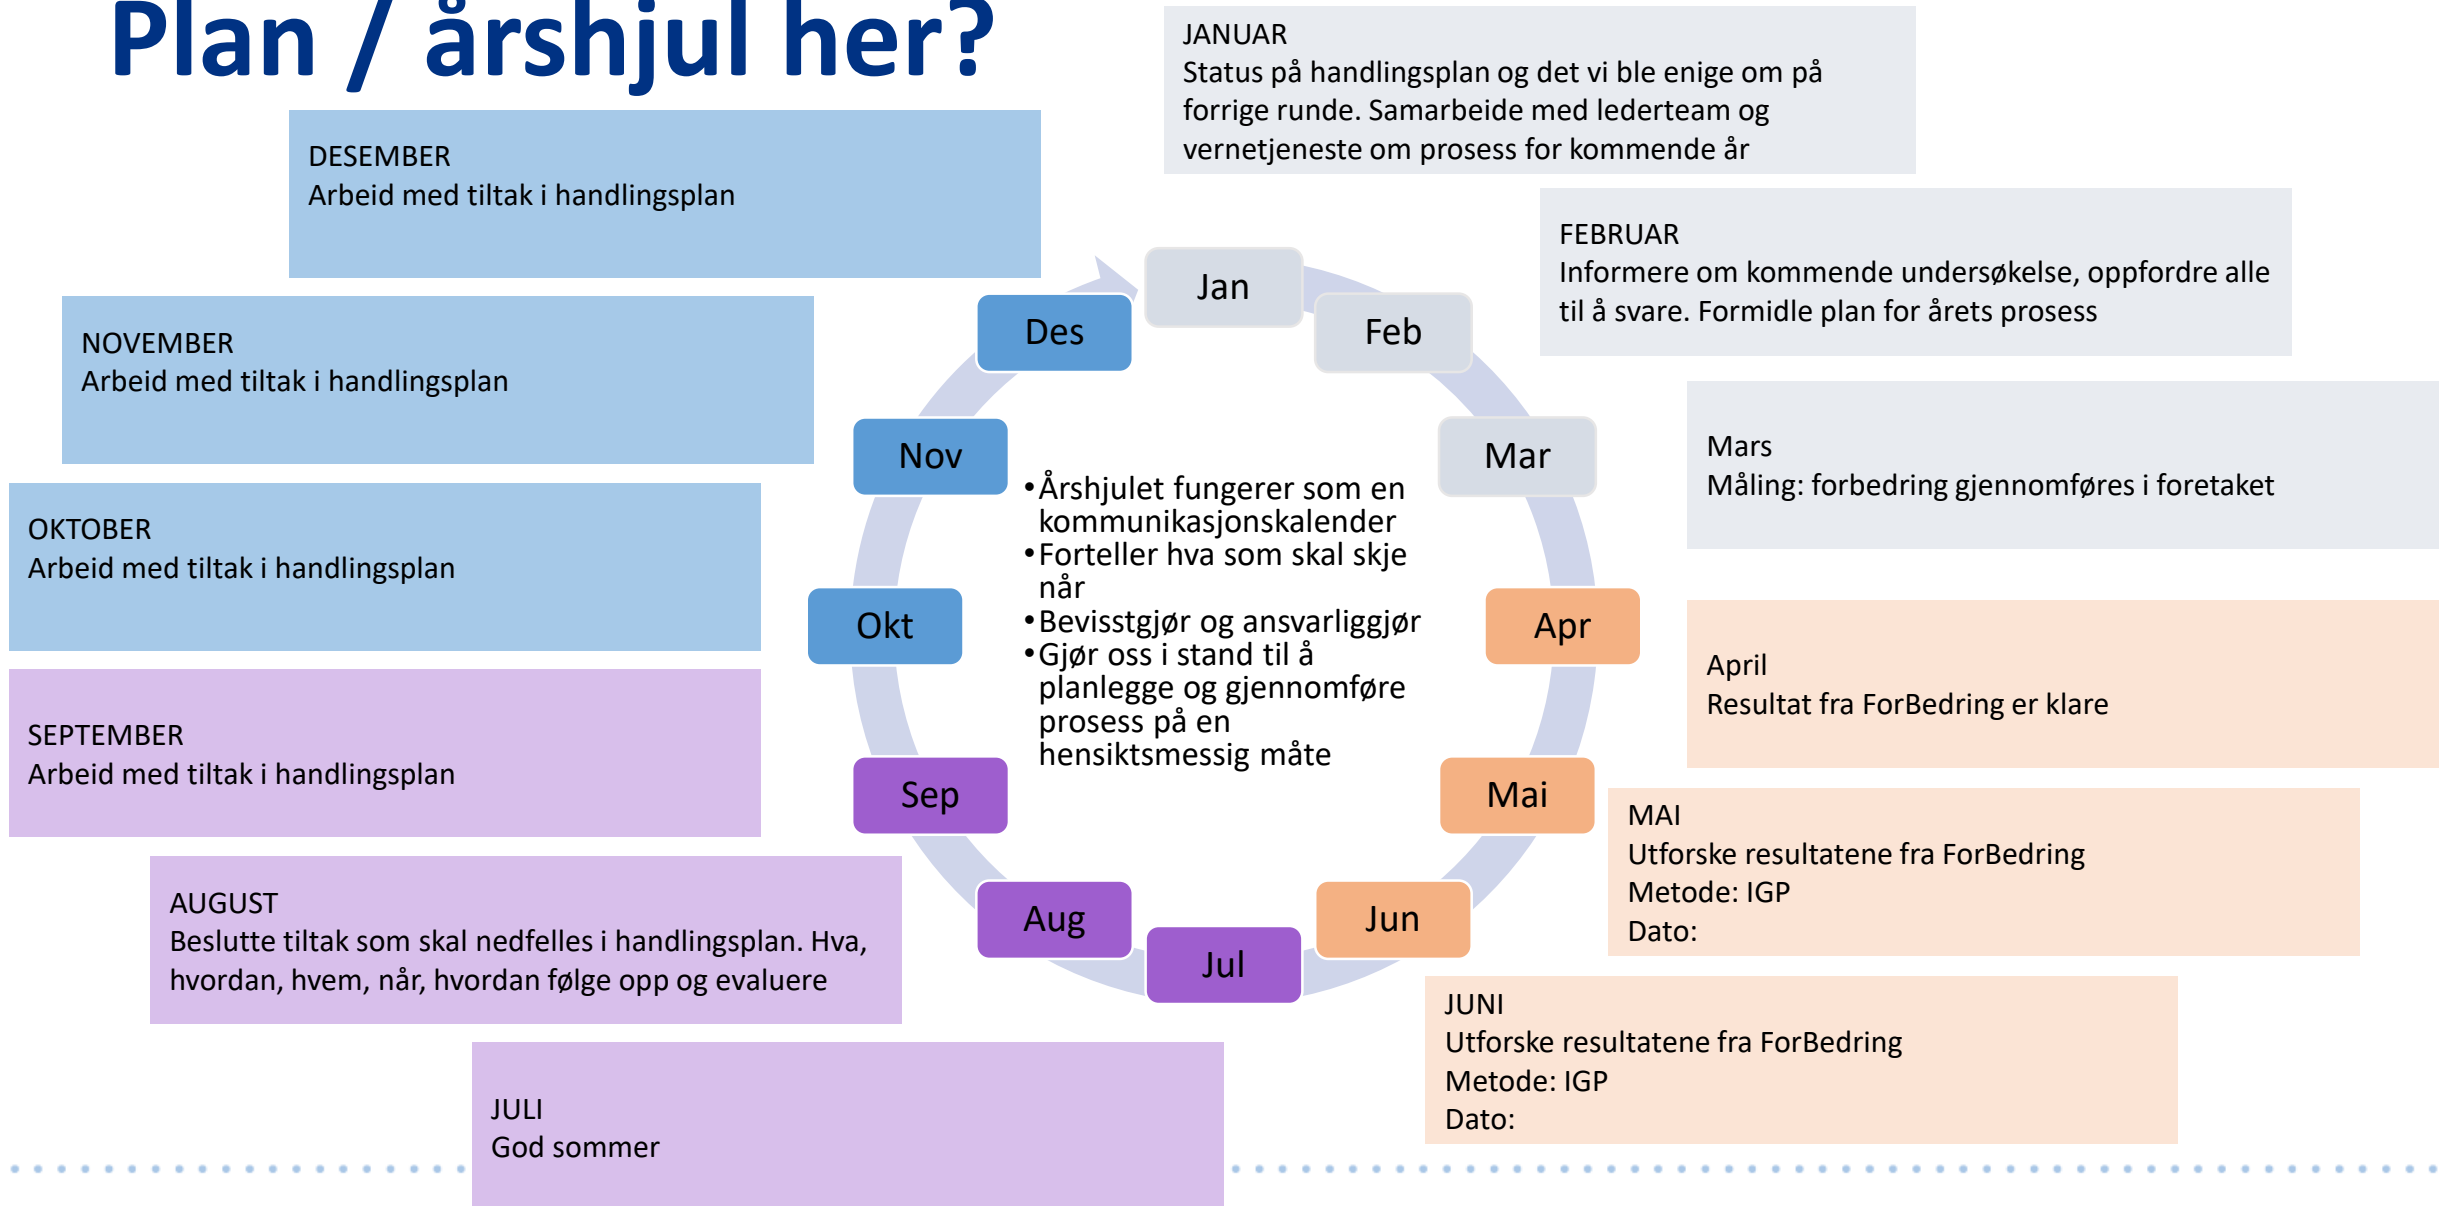 Plan / årshjul her?
JANUAR
Status på handlingsplan og det vi ble enige om på
forrige runde. Samarbeide med lederteam og
vernetjeneste om prosess for kommende år
FEBRUAR
Informere om kommende undersøkelse, oppfordre alle
til å svare. Formidle plan for årets prosess
Mars
Måling: forbedring gjennomføres i foretaket
April
Resultat fra ForBedring er klare
MAI
Utforske resultatene fra ForBedring
Metode: IGP
Dato:
JUNI
Utforske resultatene fra ForBedring
Metode: IGP
Dato:
JULI
God sommer
AUGUST
Beslutte tiltak som skal nedfelles i handlingsplan. Hva,
hvordan, hvem, når, hvordan følge opp og evaluere
SEPTEMBER
Arbeid med tiltak i handlingsplan
OKTOBER
Arbeid med tiltak i handlingsplan
NOVEMBER
Arbeid med tiltak i handlingsplan
DESEMBER
Arbeid med tiltak i handlingsplan
Jan
Feb
Mar
Apr
Mai
Jun
Jul
Aug
Sep
Okt
Nov
Des
•Årshjulet fungerer som en
kommunikasjonskalender
•Forteller hva som skal skje
når
•Bevisstgjør og ansvarliggjør
•Gjør oss i stand til å
planlegge og gjennomføre
prosess på en
hensiktsmessig måte